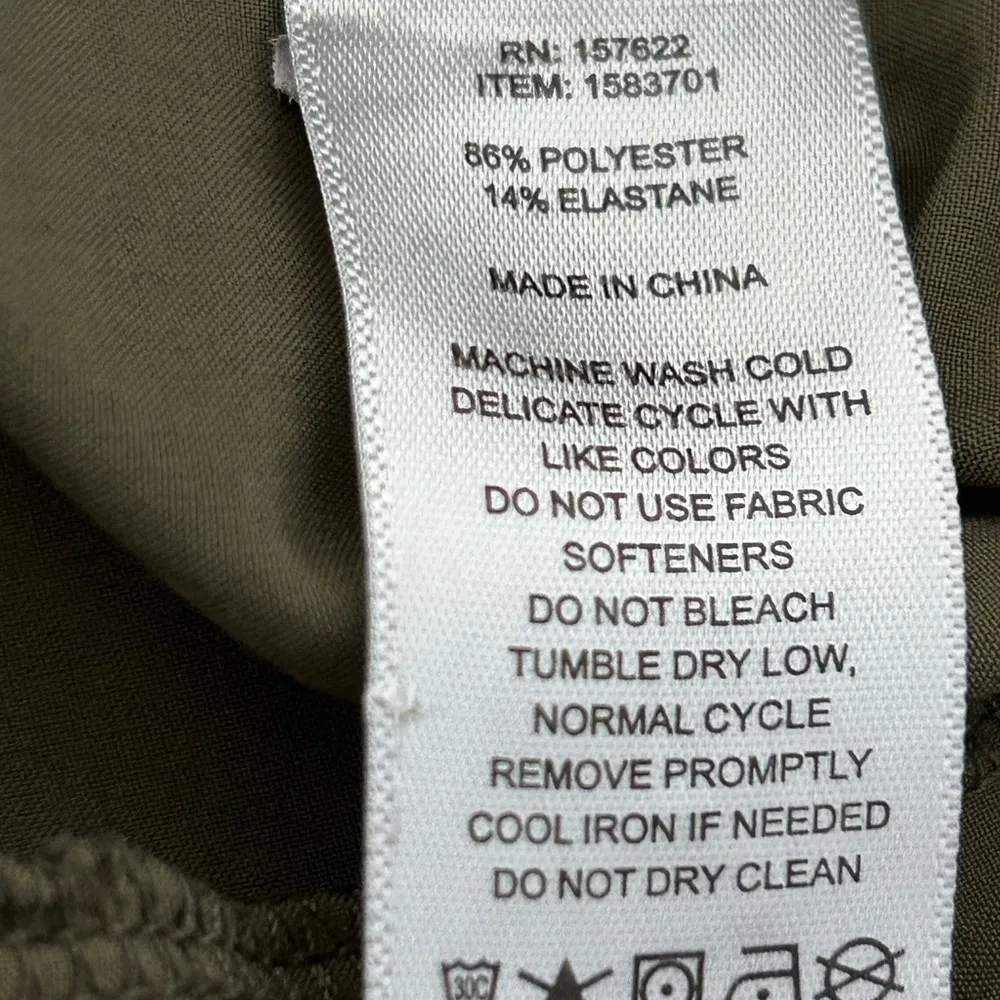 RN: 157622
ITEM: 1583701
86% POLYESTER
14% ELASTANE
MADE IN CHINA
MACHINE WASH COLD
DELICATE CYCLE WITH
LIKE COLORS
DO NOT USE FABRIC
SOFTENERS
DO NOT BLEACH
TUMBLE DRY LOW,
NORMAL CYCLE
REMOVE PROMPTLY
COOL IRON IF NEEDED
DO NOT DRY CLEAN
30C